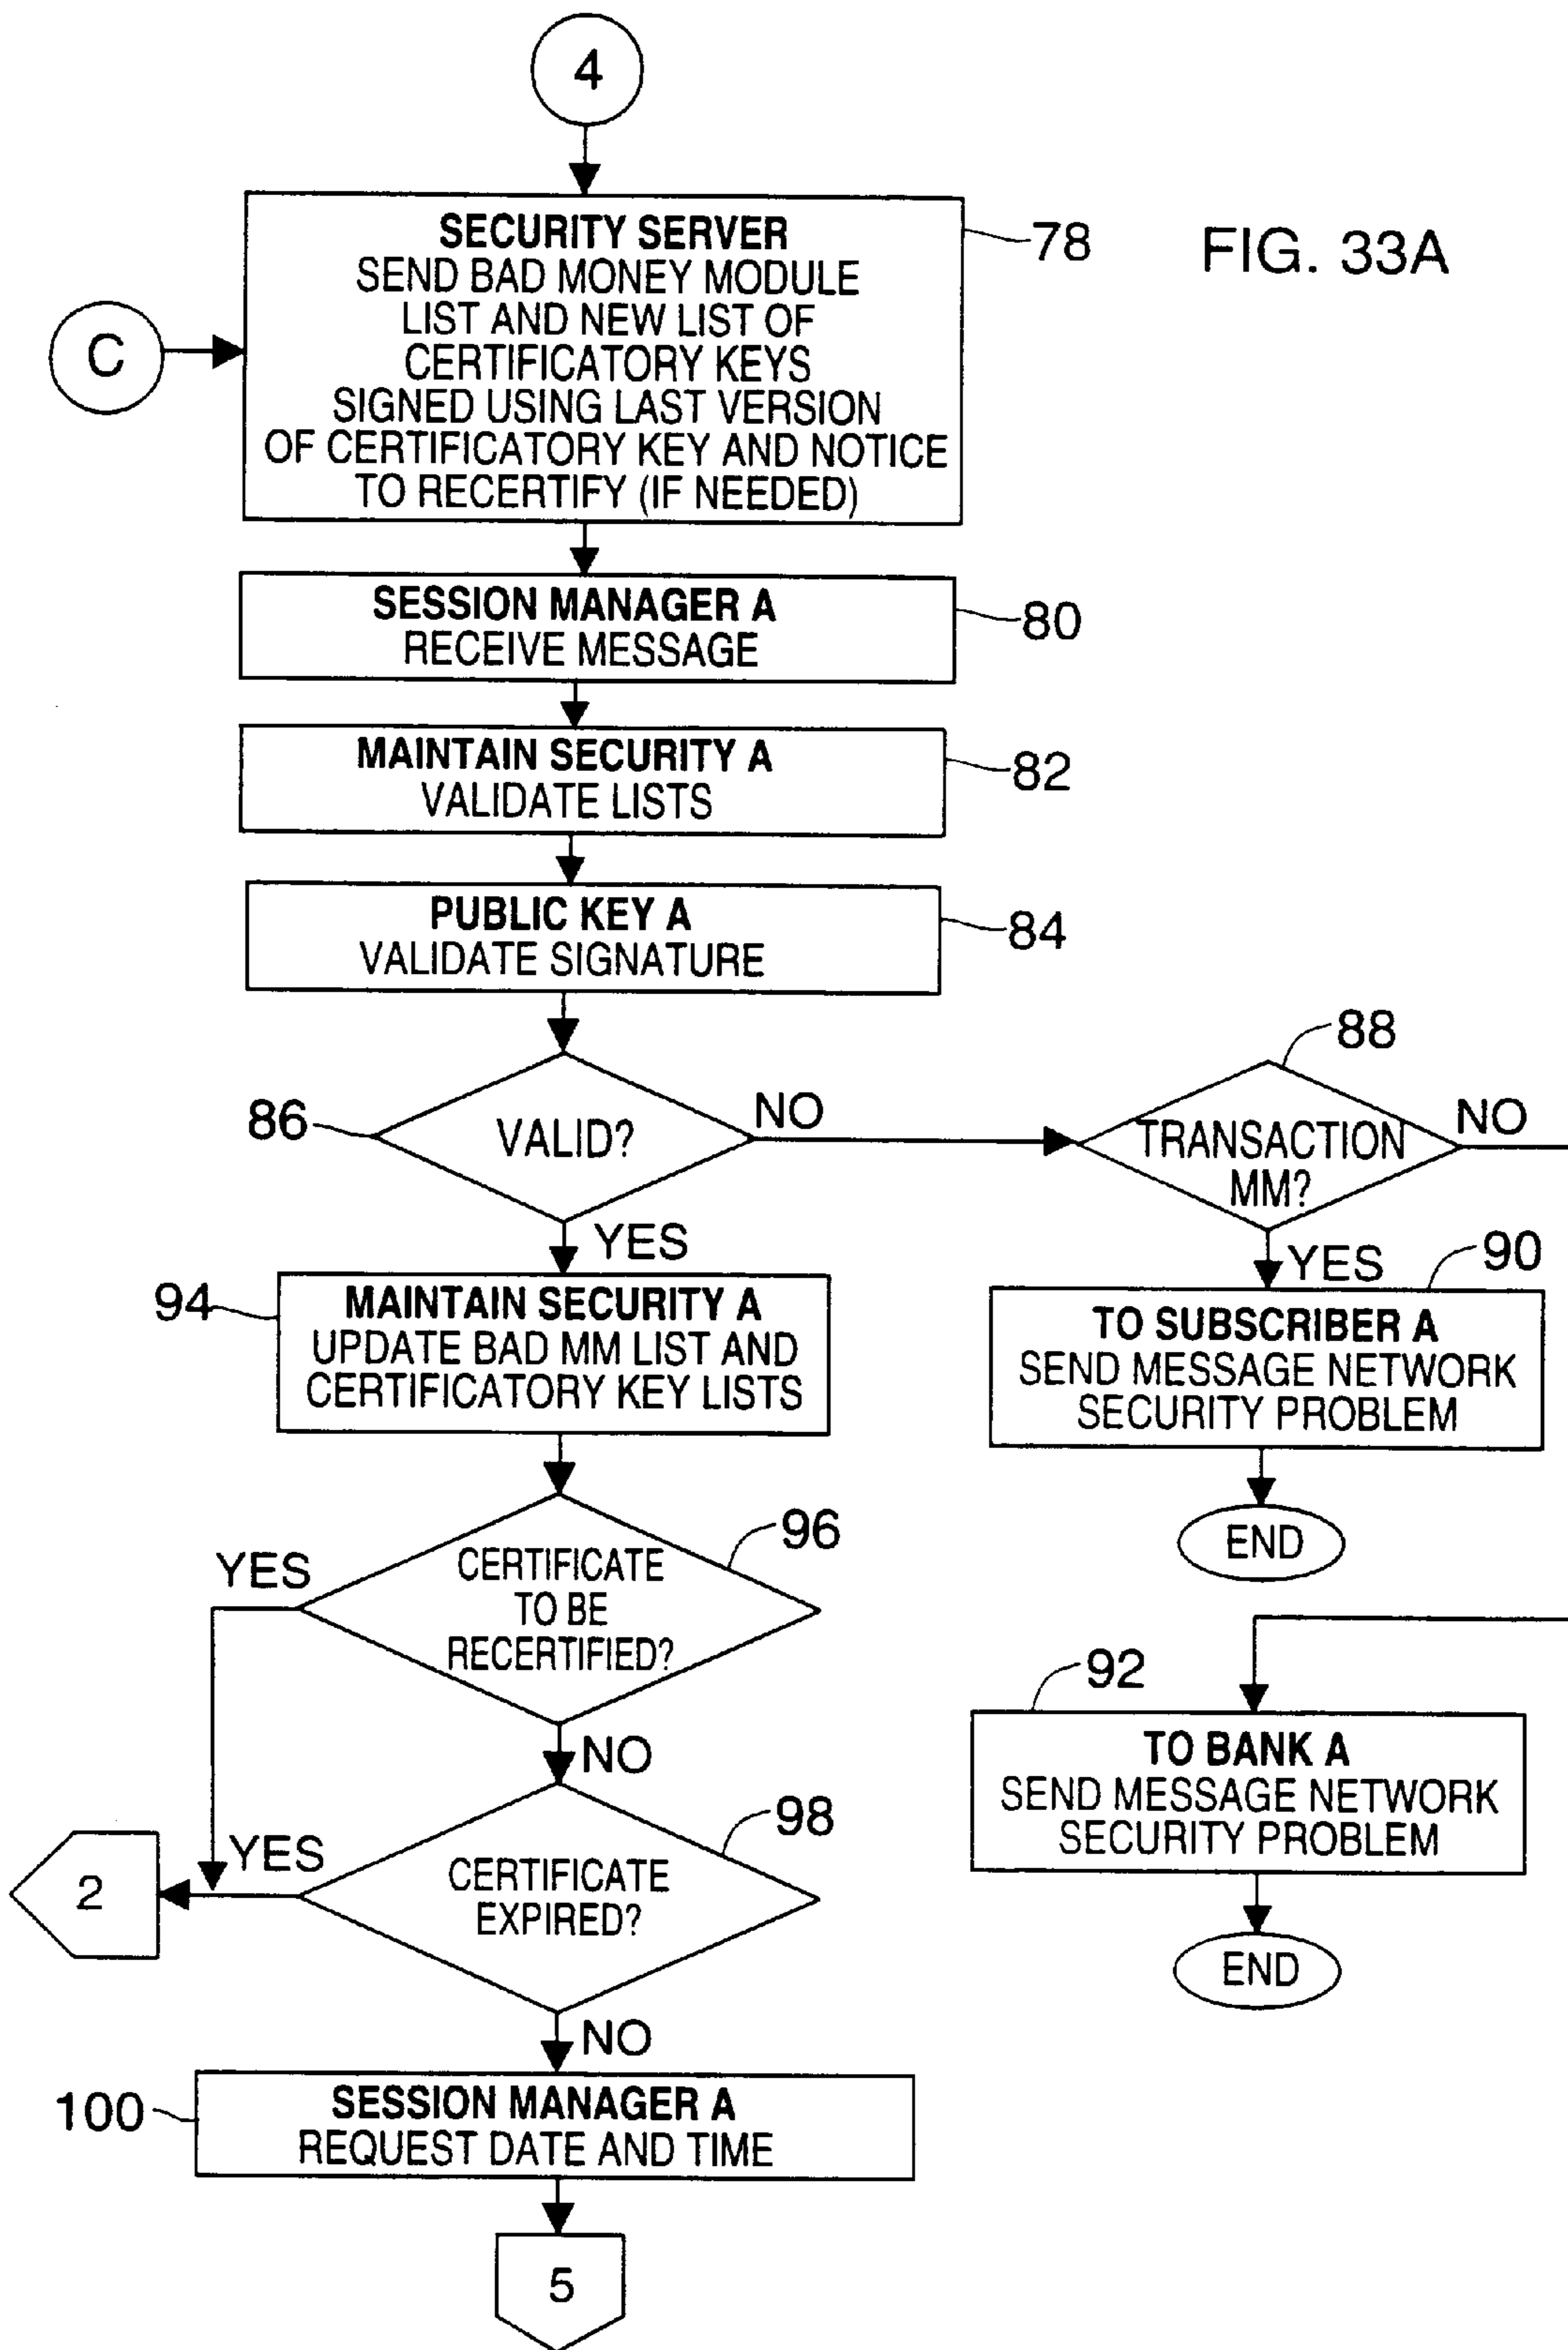 4
SECURITY SERVER
SEND BAD MONEY MODULE
LIST AND NEW LIST OF
CERTIFICATORY KEYS
SIGNED USING LAST VERSION
OF CERTIFICATORY KEY AND NOTICE
TO RECERTIFY (IF NEEDED)
78
FIG. 33A
C
SESSION MANAGER A
RECEIVE MESSAGE
80
MAINTAIN SECURITY A
VALIDATE LISTS
82
PUBLIC KEY A
VALIDATE SIGNATURE
84
86
VALID?
NO
88
TRANSACTION
MM?
NO
YES
YES
90
94
MAINTAIN SECURITY A
UPDATE BAD MM LIST AND
CERTIFICATORY KEY LISTS
TO SUBSCRIBER A
SEND MESSAGE NETWORK
SECURITY PROBLEM
END
96
YES
CERTIFICATE
TO BE
RECERTIFIED?
NO
92
TO BANK A
SEND MESSAGE NETWORK
SECURITY PROBLEM
END
98
YES
2
CERTIFICATE
EXPIRED?
NO
100
SESSION MANAGER A
REQUEST DATE AND TIME
5